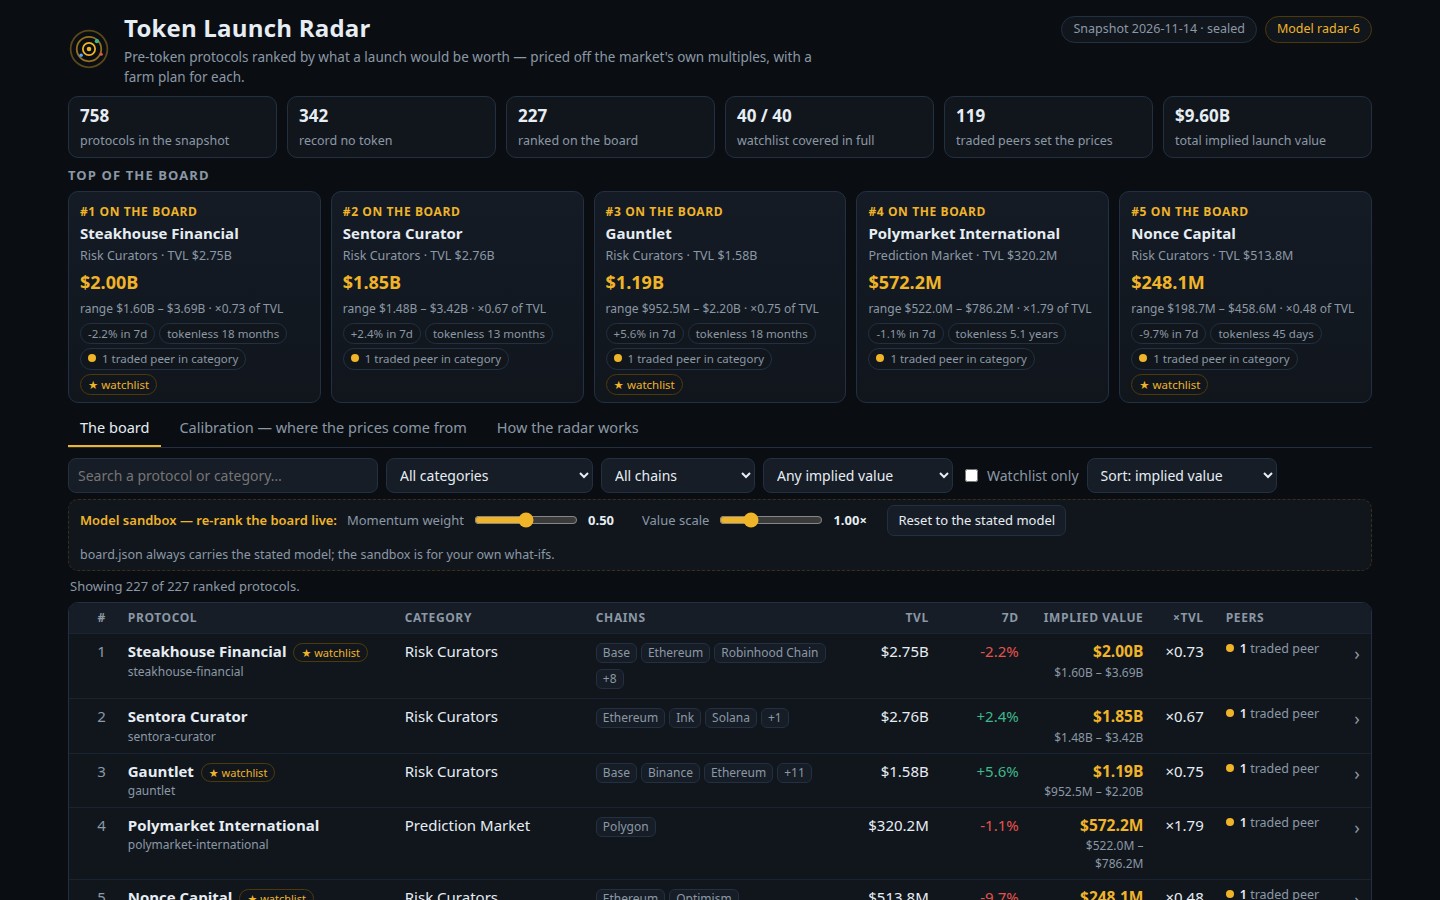 Token Launch Radar
Pre-token protocols ranked by what a launch would be worth — priced off the market's own multiples, with a
farm plan for each.
Snapshot 2026-11-14 · sealed
Model radar-6
758
protocols in the snapshot
342
record no token
227
ranked on the board
40 / 40
watchlist covered in full
119
traded peers set the prices
$9.60B
total implied launch value
TOP OF THE BOARD
#1 ON THE BOARD
Steakhouse Financial
Risk Curators · TVL $2.75B
$2.00B
range $1.60B – $3.69B · ×0.73 of TVL
-2.2% in 7d
tokenless 18 months
1 traded peer in category
★ watchlist
#2 ON THE BOARD
Sentora Curator
Risk Curators · TVL $2.76B
$1.85B
range $1.48B – $3.42B · ×0.67 of TVL
+2.4% in 7d
tokenless 13 months
1 traded peer in category
#3 ON THE BOARD
Gauntlet
Risk Curators · TVL $1.58B
$1.19B
range $952.5M – $2.20B · ×0.75 of TVL
+5.6% in 7d
tokenless 18 months
1 traded peer in category
★ watchlist
#4 ON THE BOARD
Polymarket International
Prediction Market · TVL $320.2M
$572.2M
range $522.0M – $786.2M · ×1.79 of TVL
-1.1% in 7d
tokenless 5.1 years
1 traded peer in category
#5 ON THE BOARD
Nonce Capital
Risk Curators · TVL $513.8M
$248.1M
range $198.7M – $458.6M · ×0.48 of TVL
-9.7% in 7d
tokenless 45 days
1 traded peer in category
★ watchlist
The board
Calibration — where the prices come from
How the radar works
Search a protocol or category...
All categories
All chains
Any implied value
Watchlist only
Sort: implied value
Model sandbox — re-rank the board live:
Momentum weight
0.50
Value scale
1.00×
Reset to the stated model
board.json always carries the stated model; the sandbox is for your own what-ifs.
Showing 227 of 227 ranked protocols.
# PROTOCOL CATEGORY CHAINS TVL 7D IMPLIED VALUE ×TVL PEERS
1 Steakhouse Financial ★ watchlist Risk Curators Base Ethereum Robinhood Chain $2.75B -2.2% $2.00B ×0.73 1 traded peer ›
steakhouse-financial +8 $1.60B – $3.69B
2 Sentora Curator Risk Curators Ethereum Ink Solana +1 $2.76B +2.4% $1.85B ×0.67 1 traded peer ›
sentora-curator $1.48B – $3.42B
3 Gauntlet ★ watchlist Risk Curators Base Binance Ethereum +11 $1.58B +5.6% $1.19B ×0.75 1 traded peer ›
gauntlet $952.5M – $2.20B
4 Polymarket International Prediction Market Polygon $320.2M -1.1% $572.2M ×1.79 1 traded peer ›
polymarket-international $522.0M –
$786.2M
5 Nonce Capital ★ watchlist Risk Curators Ethereum Optimism $513.8M -9.7% $248.1M ×0.48 1 traded peer